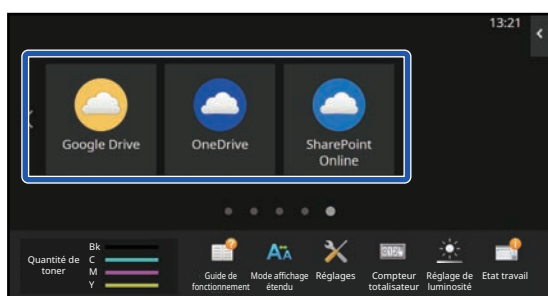 13:21
Google Drive
OneDrive
SharePoint
Online
Quantité de
toner
Bk
C
M
Y
Guide de
fonctionnement
Mode affichage
étendu
Réglages
Compteur
totalisateur
Réglage de
luminosité
Etat travail